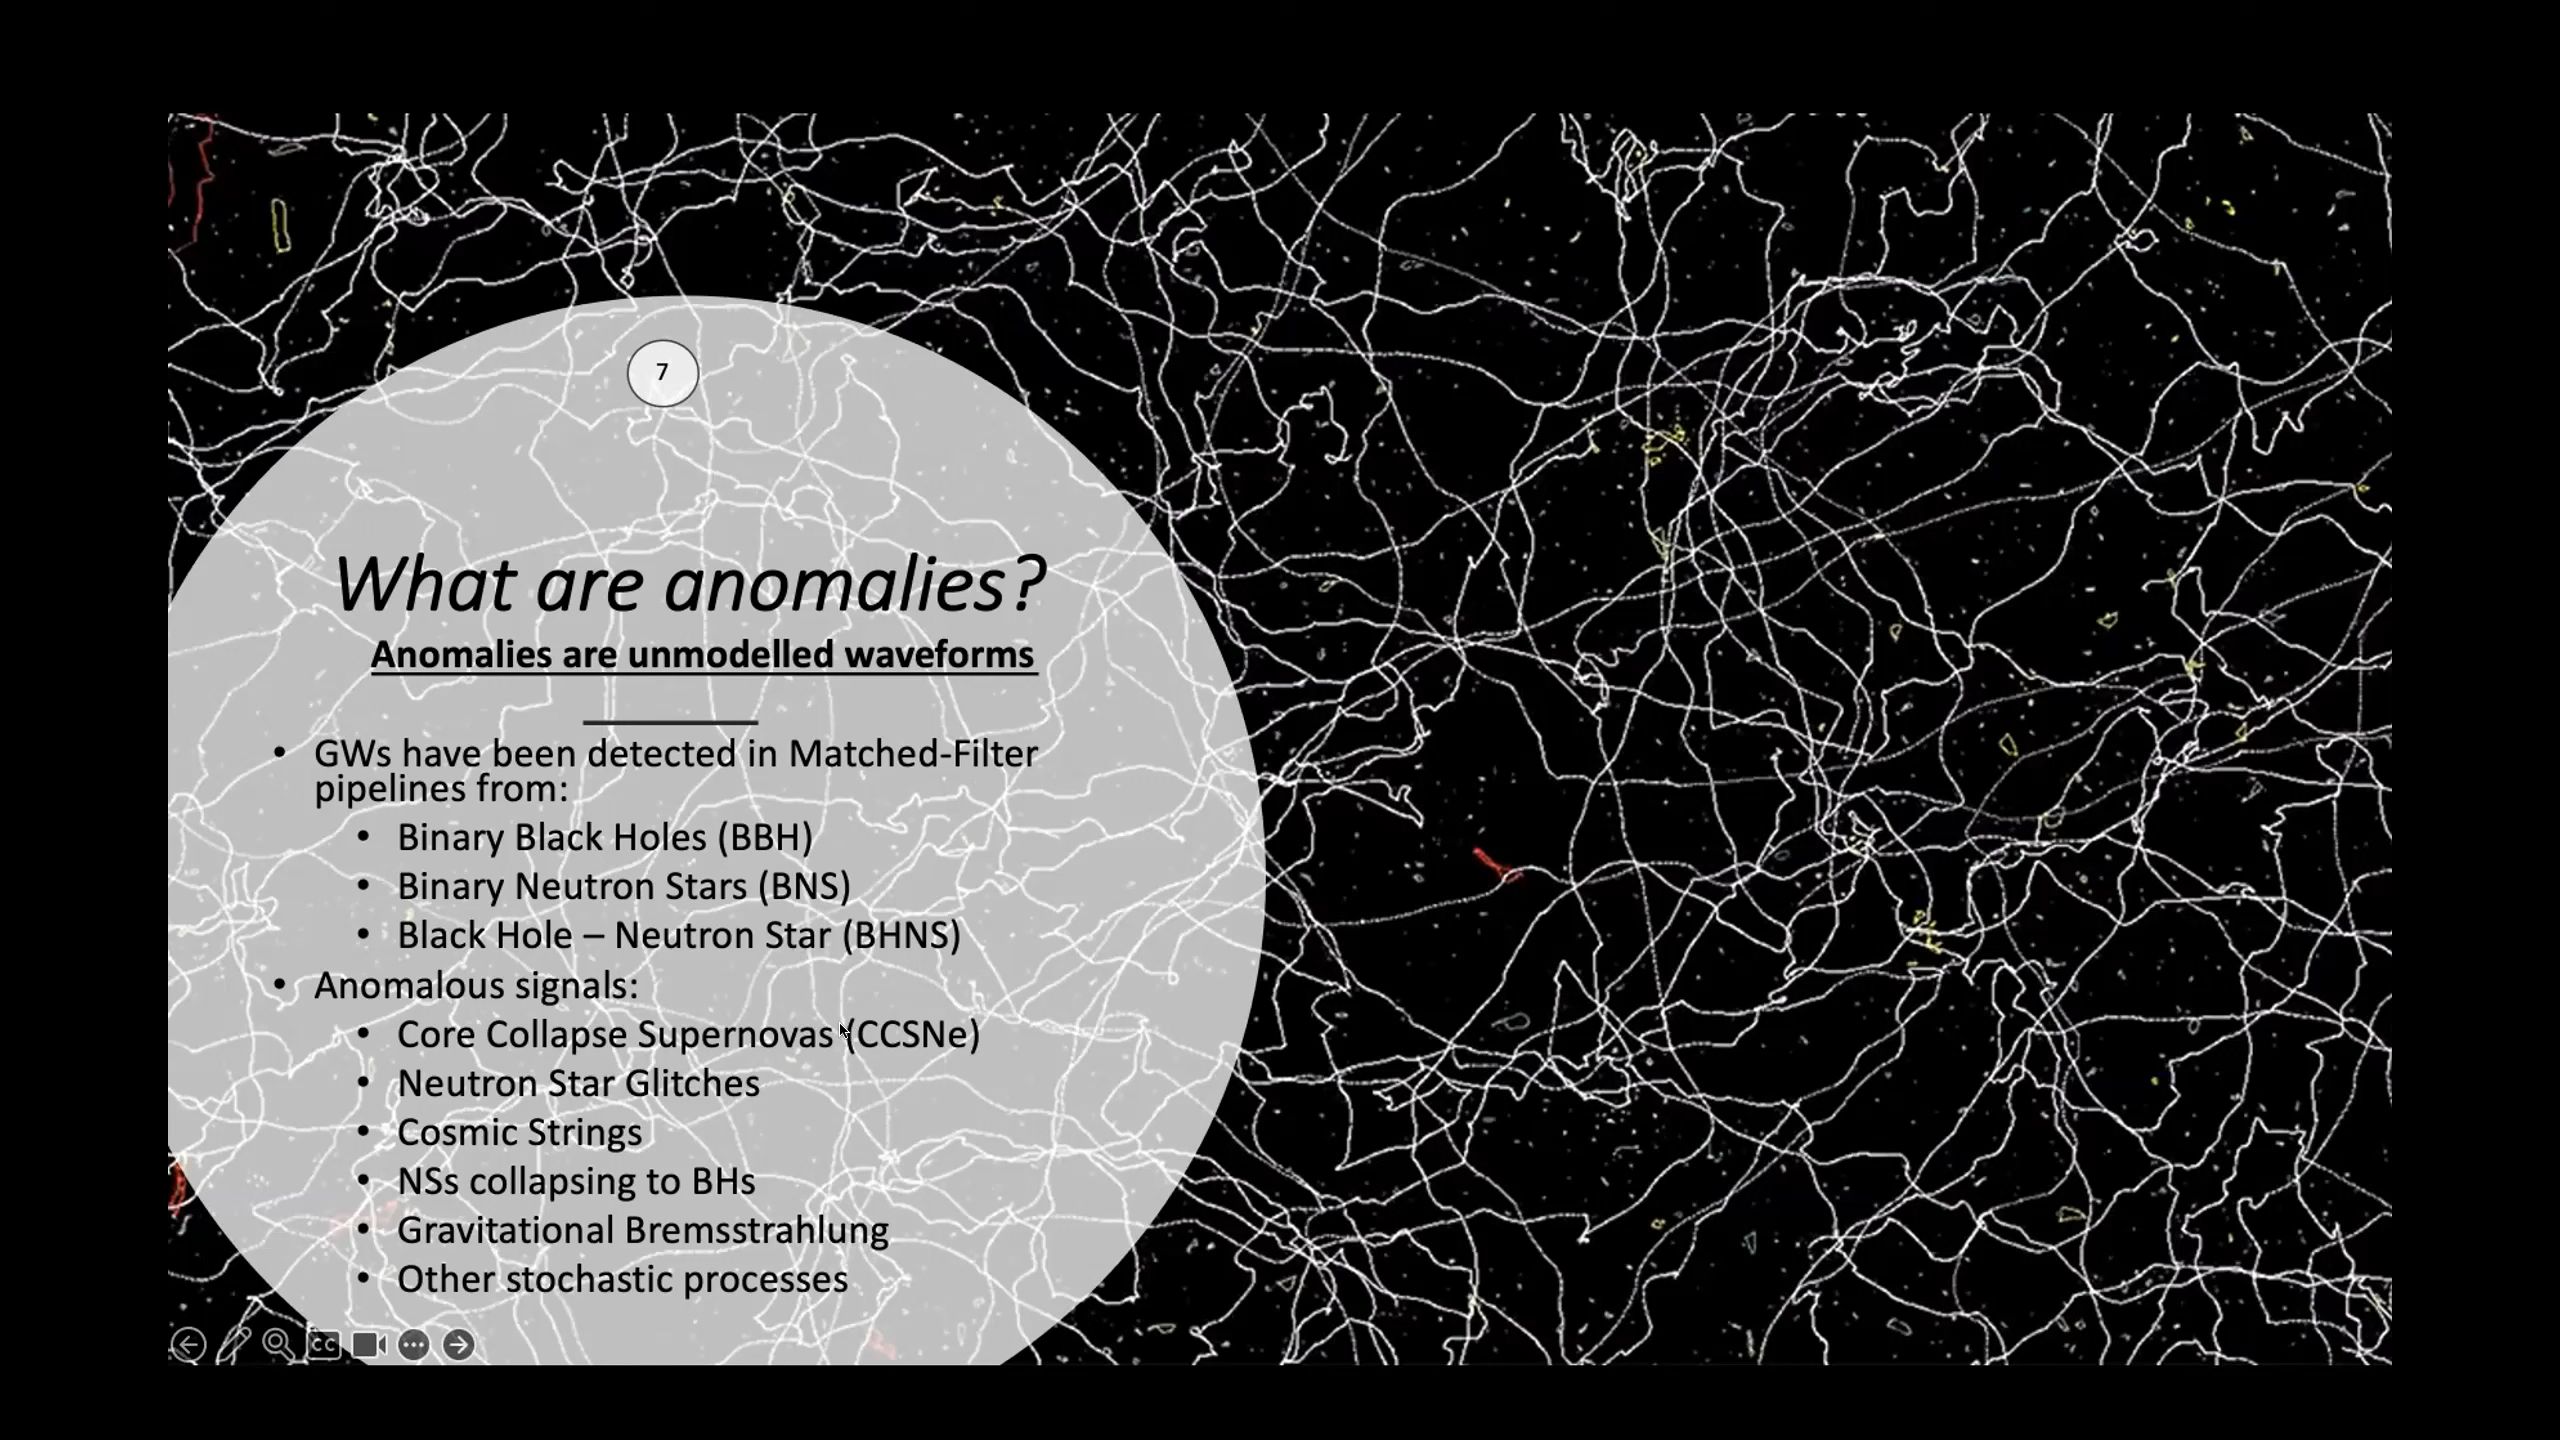 7
What are anomalies?
Anomalies are unmodelled waveforms
• GWs have been detected in Matched-Filter
pipelines from:
• Binary Black Holes (BBH)
• Binary Neutron Stars (BNS)
• Black Hole – Neutron Star (BHNS)
• Anomalous signals:
• Core Collapse Supernovas (CCSNe)
• Neutron Star Glitches
• Cosmic Strings
• NSs collapsing to BHs
• Gravitational Bremsstrahlung
• Other stochastic processes
CC